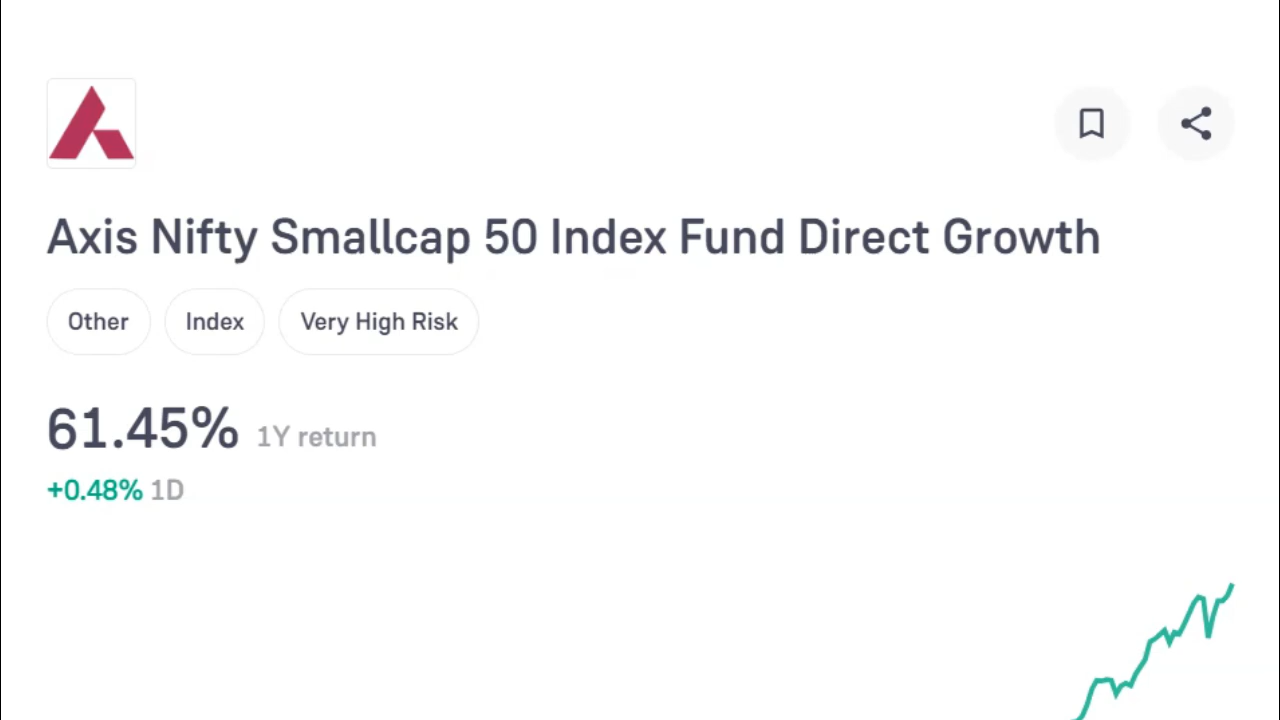 Axis Nifty Smallcap 50 Index Fund Direct Growth
Other Index Very High Risk
61.45% 1Y return
+0.48% 1D